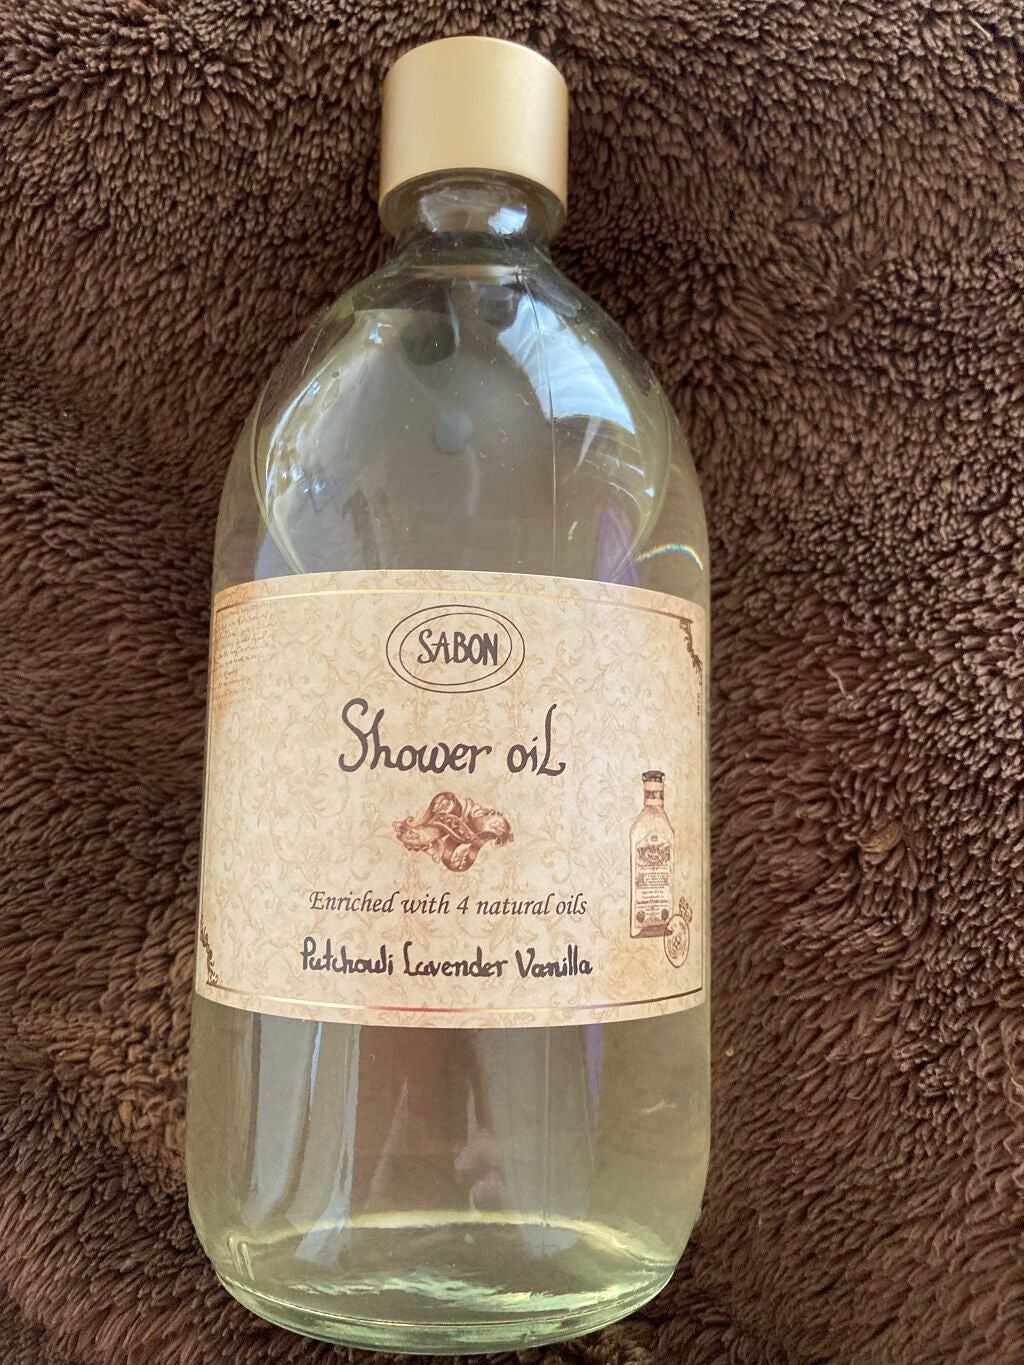 SABON
Shower oiL
Enriched with 4 natural oils
Patchouli Lavender Vanilla